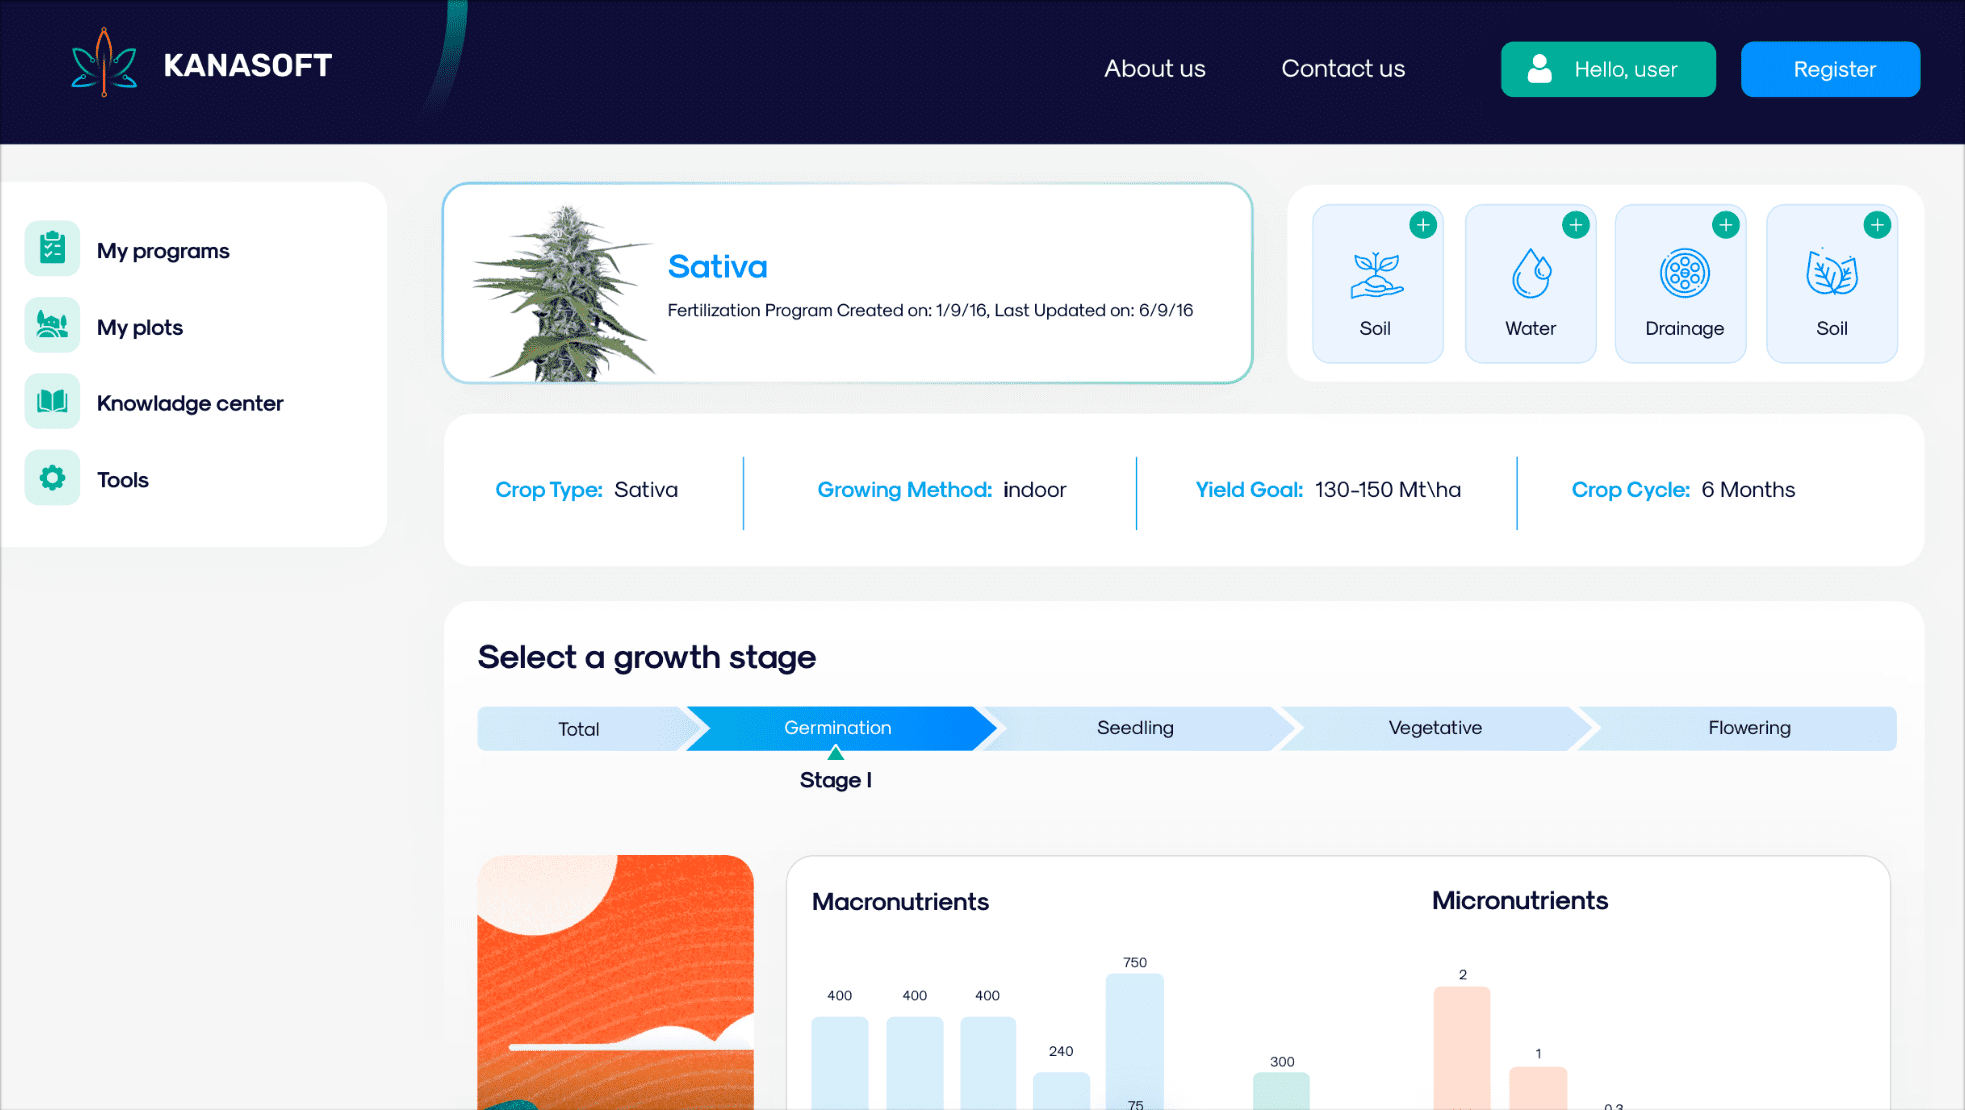 KANASOFT
About us
Contact us
Hello, user
Register
My programs
My plots
Knowladge center
Tools
Sativa
Fertilization Program Created on: 1/9/16, Last Updated on: 6/9/16
Soil
Water
Drainage
Soil
Crop Type: Sativa
Growing Method: indoor
Yield Goal: 130-150 Mt\ha
Crop Cycle: 6 Months
Select a growth stage
Total
Germination
Seedling
Vegetative
Flowering
Stage I
Macronutrients
400
400
400
240
750
75
300
Micronutrients
2
1
0.3